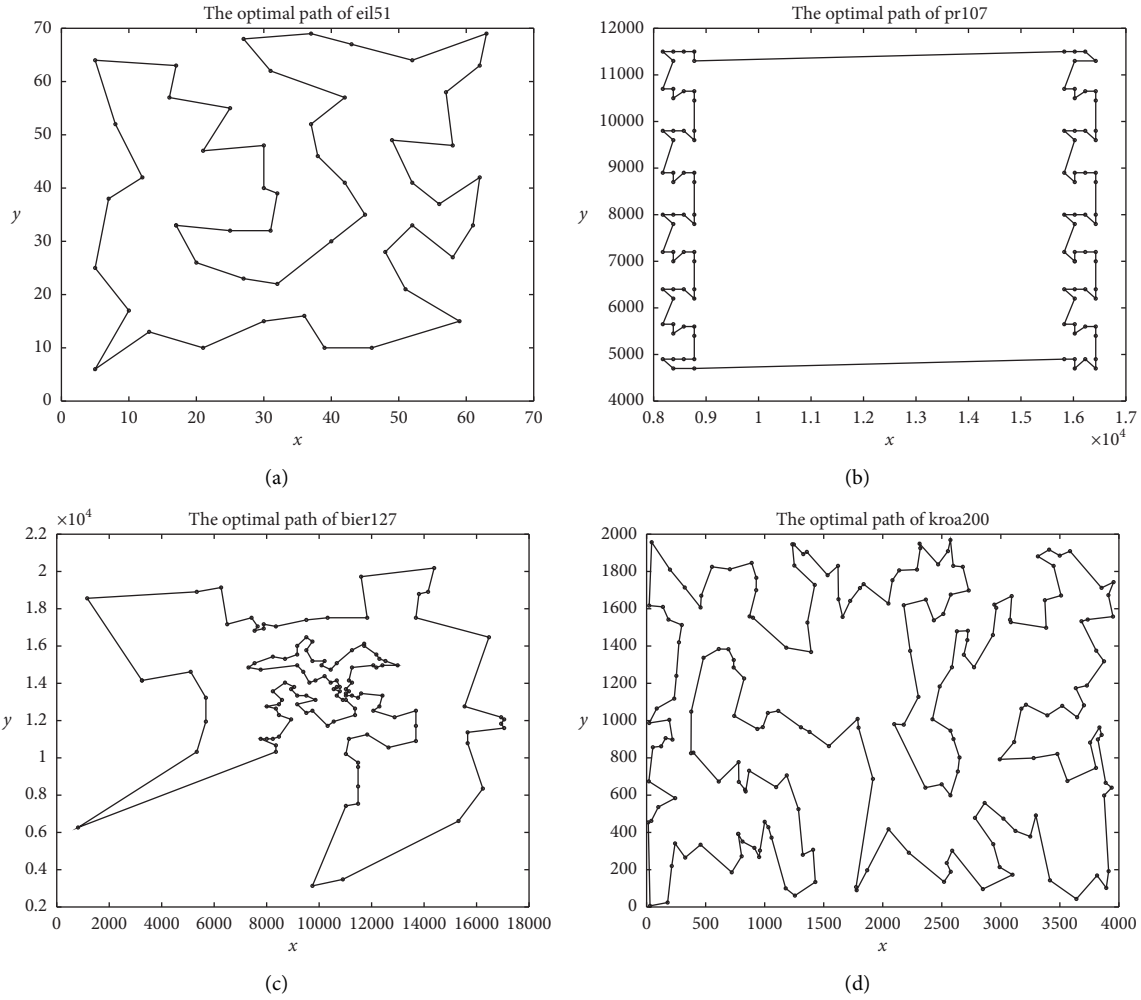 The optimal path of eil51
70
60
50
40
30
20
10
0
y
0 10 20 30 40 50 60 70
x
(a)
The optimal path of pr107
12000
11000
10000
9000
8000
7000
6000
5000
4000
y
0.8 0.9 1 1.1 1.2 1.3 1.4 1.5 1.6 1.7
x
×10⁴
(b)
The optimal path of bier127
×10⁴
2.2
2
1.8
1.6
1.4
1.2
1
0.8
0.6
0.4
0.2
y
0 2000 4000 6000 8000 10000 12000 14000 16000 18000
x
(c)
The optimal path of kroa200
2000
1800
1600
1400
1200
1000
800
600
400
200
0
y
0 500 1000 1500 2000 2500 3000 3500 4000
x
(d)